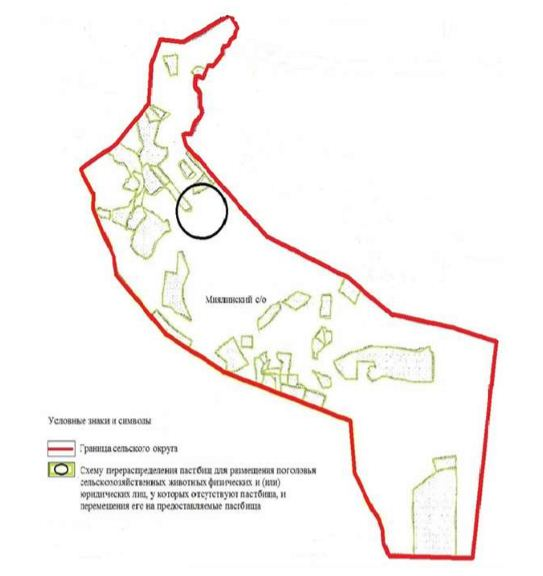 Миялинский с/о
Условные знаки и символы
Граница сельского округа
Схему перераспределения пастбищ для размещения поголовья
сельскохозяйственных животных физических и (или)
юридических лиц, у которых отсутствуют пастбища, и
перемещения его на предоставляемые пастбища